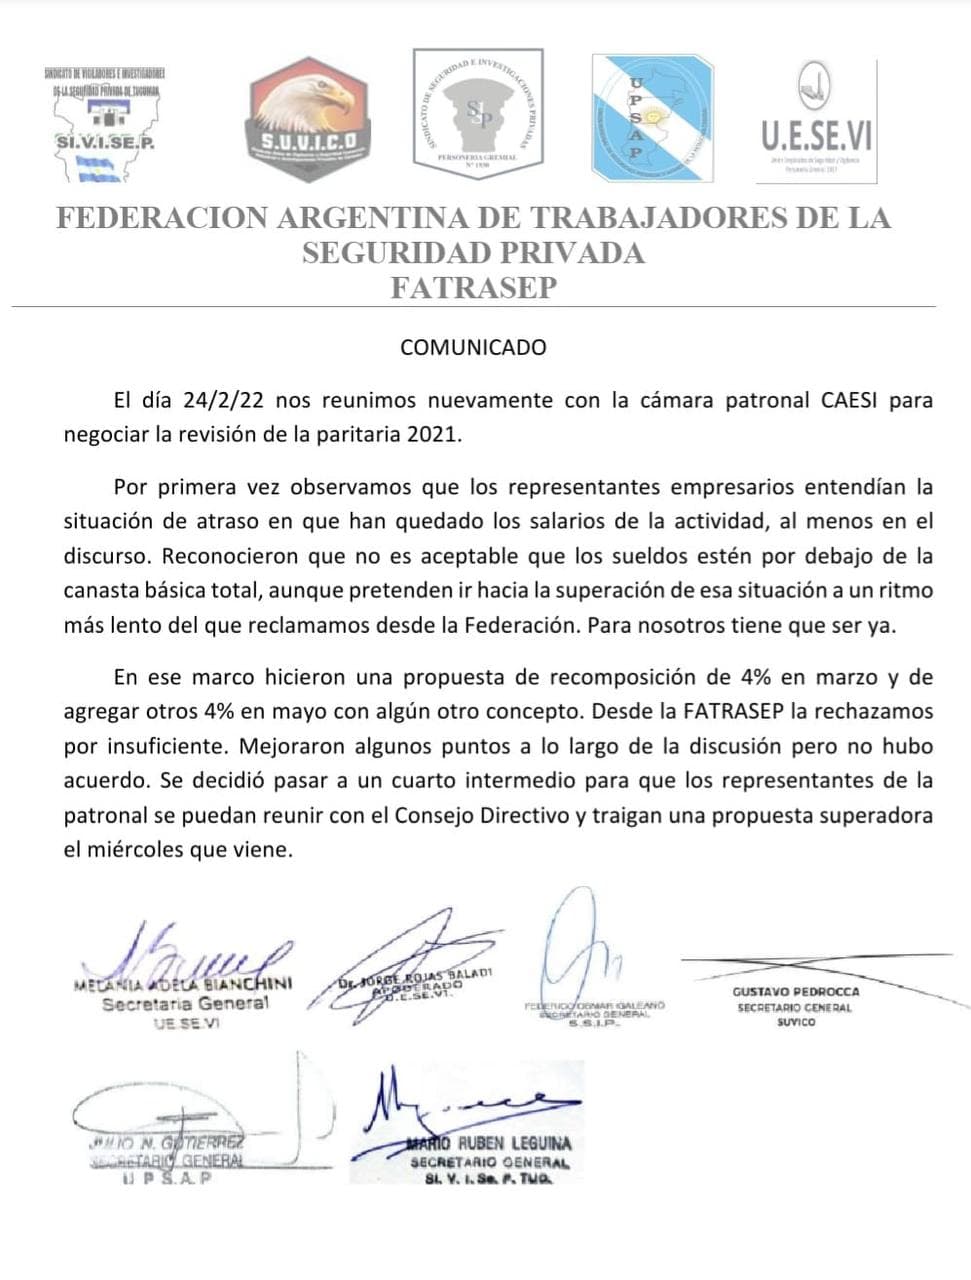 SINDICATO DE VIGILADORES E INVESTIGADORES
DE LA SEGURIDAD PRIVADA DE TUCUMAN
SI.V.I.SE.P.
S.U.V.I.C.O
SINDICATO DE SEGURIDAD E INVESTIGACIONES PRIVADAS
SIP
PERSONERIA GREMIAL
Nº 1930
UPSAP
U.E.SE.VI
Unión Empleados de Seguridad y Vigilancia
FEDERACION ARGENTINA DE TRABAJADORES DE LA
SEGURIDAD PRIVADA
FATRASEP
COMUNICADO
El día 24/2/22 nos reunimos nuevamente con la cámara patronal CAESI para
negociar la revisión de la paritaria 2021.
Por primera vez observamos que los representantes empresarios entendían la
situación de atraso en que han quedado los salarios de la actividad, al menos en el
discurso. Reconocieron que no es aceptable que los sueldos estén por debajo de la
canasta básica total, aunque pretenden ir hacia la superación de esa situación a un ritmo
más lento del que reclamamos desde la Federación. Para nosotros tiene que ser ya.
En ese marco hicieron una propuesta de recomposición de 4% en marzo y de
agregar otros 4% en mayo con algún otro concepto. Desde la FATRASEP la rechazamos
por insuficiente. Mejoraron algunos puntos a lo largo de la discusión pero no hubo
acuerdo. Se decidió pasar a un cuarto intermedio para que los representantes de la
patronal se puedan reunir con el Consejo Directivo y traigan una propuesta superadora
el miércoles que viene.
MELANIA ADELA BIANCHINI
Secretaria General
UE.SE.VI
Dr. JORGE ROJAS BALADI
APODERADO
U.E.SE.VI.
FEDERICO OSMAR GALEANO
SECRETARIO GENERAL
S.S.I.P.
GUSTAVO PEDROCCA
SECRETARIO GENERAL
SUVICO
JULIO N. GUTIERREZ
SECRETARIO GENERAL
U P S.A.P
MARIO RUBEN LEGUINA
SECRETARIO GENERAL
SI. V. I. Se. P. TUC.